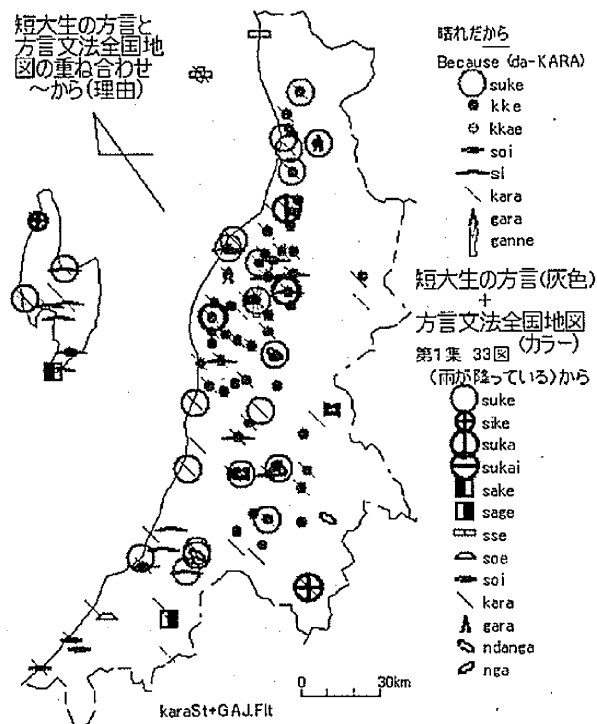 短大生の方言と
方言文法全国地
図の重ね合わせ
～から(理由)
晴れだから
Because (da-KARA)
suke
kke
kkae
soi
si
kara
gara
ganne
短大生の方言(灰色)
+
方言文法全国地図
(カラー)
第1集 33図
(雨が降っている)から
suke
sike
suka
sukai
sake
sage
sse
soe
soi
kara
gara
ndanga
nga
0 30km
karaSt+GAJ.Flt